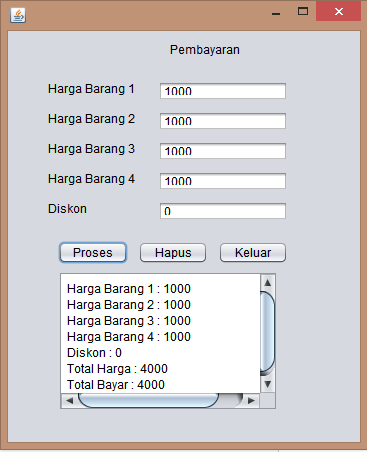 Pembayaran
Harga Barang 1 1000
Harga Barang 2 1000
Harga Barang 3 1000
Harga Barang 4 1000
Diskon 0
Proses Hapus Keluar
Harga Barang 1 : 1000
Harga Barang 2 : 1000
Harga Barang 3 : 1000
Harga Barang 4 : 1000
Diskon : 0
Total Harga : 4000
Total Bayar : 4000